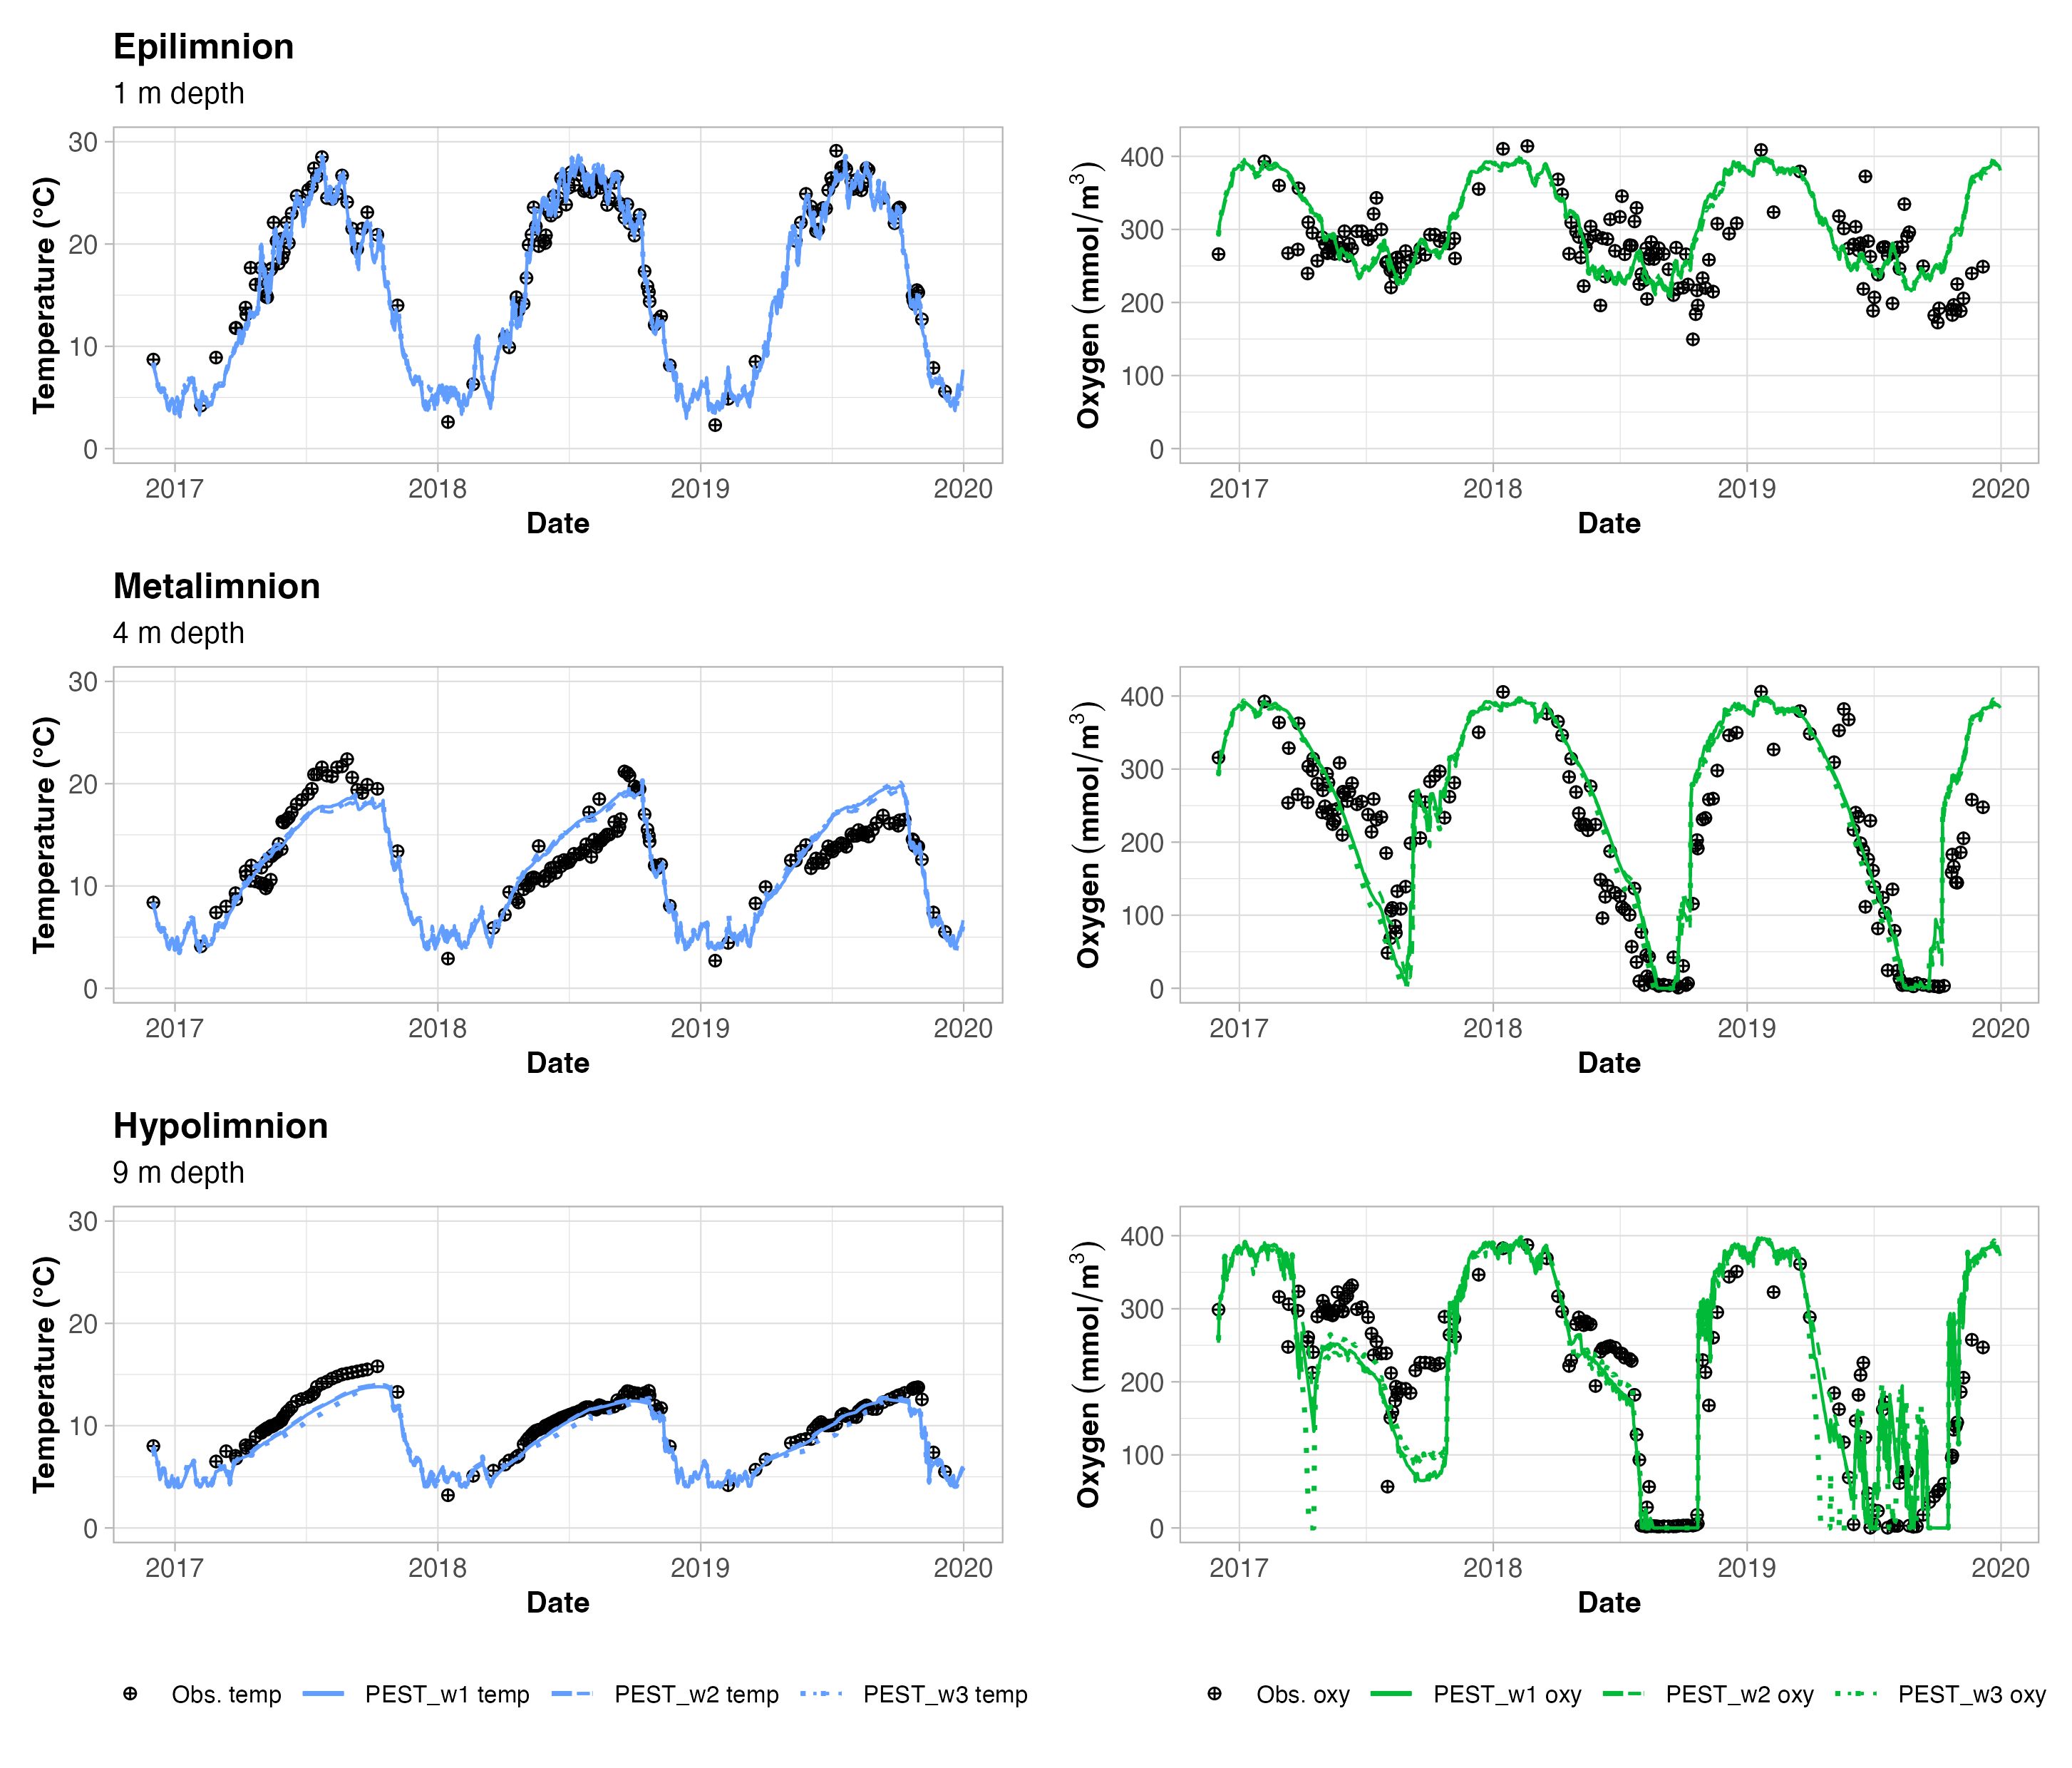 Epilimnion
1 m depth
Temperature (°C)
30
20
10
0
2017 2018 2019 2020
Date
Oxygen (mmol/m³)
400
300
200
100
0
2017 2018 2019 2020
Date
Metalimnion
4 m depth
Temperature (°C)
30
20
10
0
2017 2018 2019 2020
Date
Oxygen (mmol/m³)
400
300
200
100
0
2017 2018 2019 2020
Date
Hypolimnion
9 m depth
Temperature (°C)
30
20
10
0
2017 2018 2019 2020
Date
Oxygen (mmol/m³)
400
300
200
100
0
2017 2018 2019 2020
Date
Obs. temp PEST_w1 temp PEST_w2 temp PEST_w3 temp
Obs. oxy PEST_w1 oxy PEST_w2 oxy PEST_w3 oxy